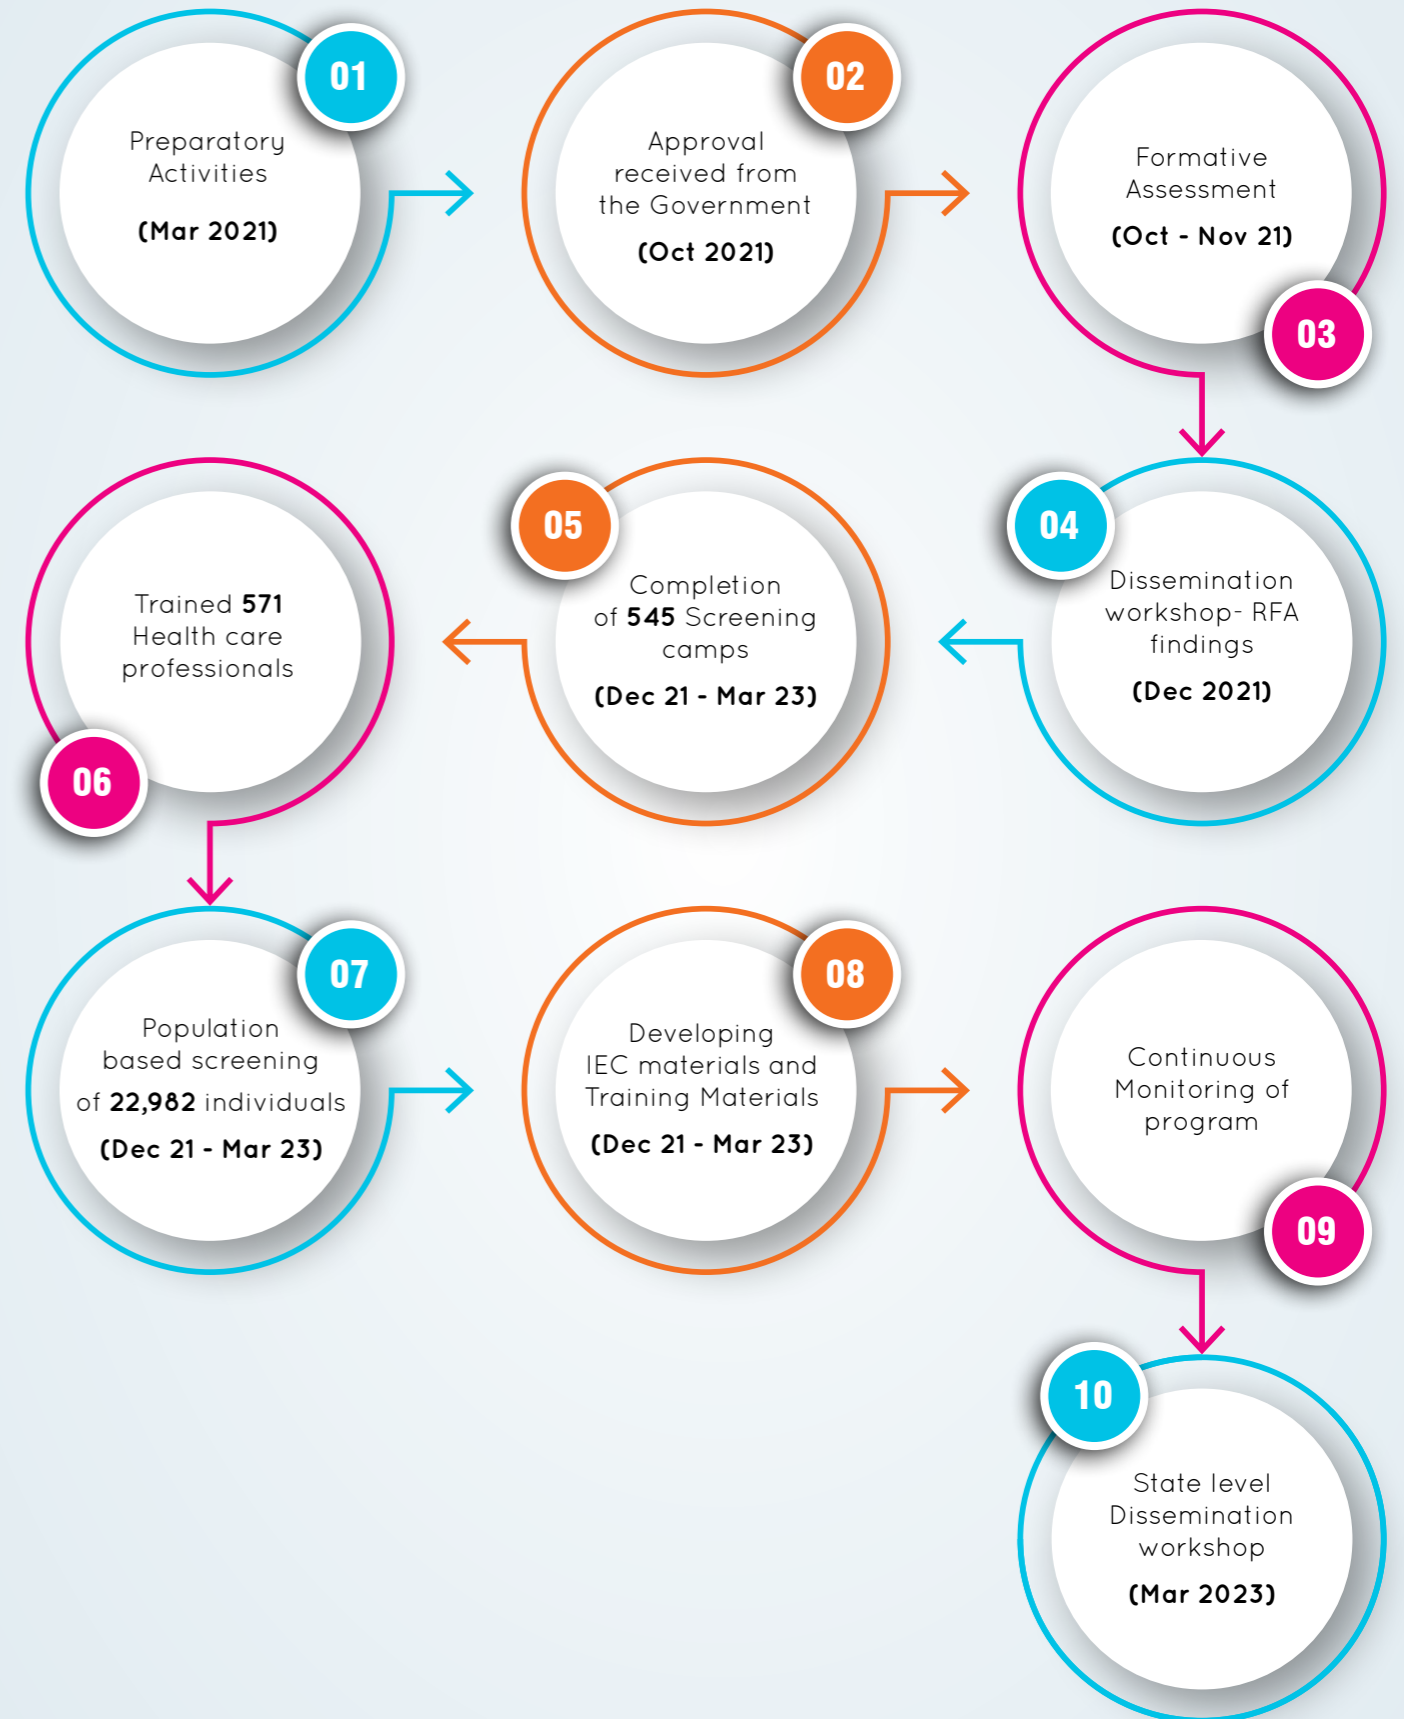 01
Preparatory
Activities
(Mar 2021)
02
Approval
received from
the Government
(Oct 2021)
03
Formative
Assessment
(Oct - Nov 21)
04
Dissemination
workshop- RFA
findings
(Dec 2021)
05
Completion
of 545 Screening
camps
(Dec 21 - Mar 23)
06
Trained 571
Health care
professionals
07
Population
based screening
of 22,982 individuals
(Dec 21 - Mar 23)
08
Developing
IEC materials and
Training Materials
(Dec 21 - Mar 23)
09
Continuous
Monitoring of
program
10
State level
Dissemination
workshop
(Mar 2023)